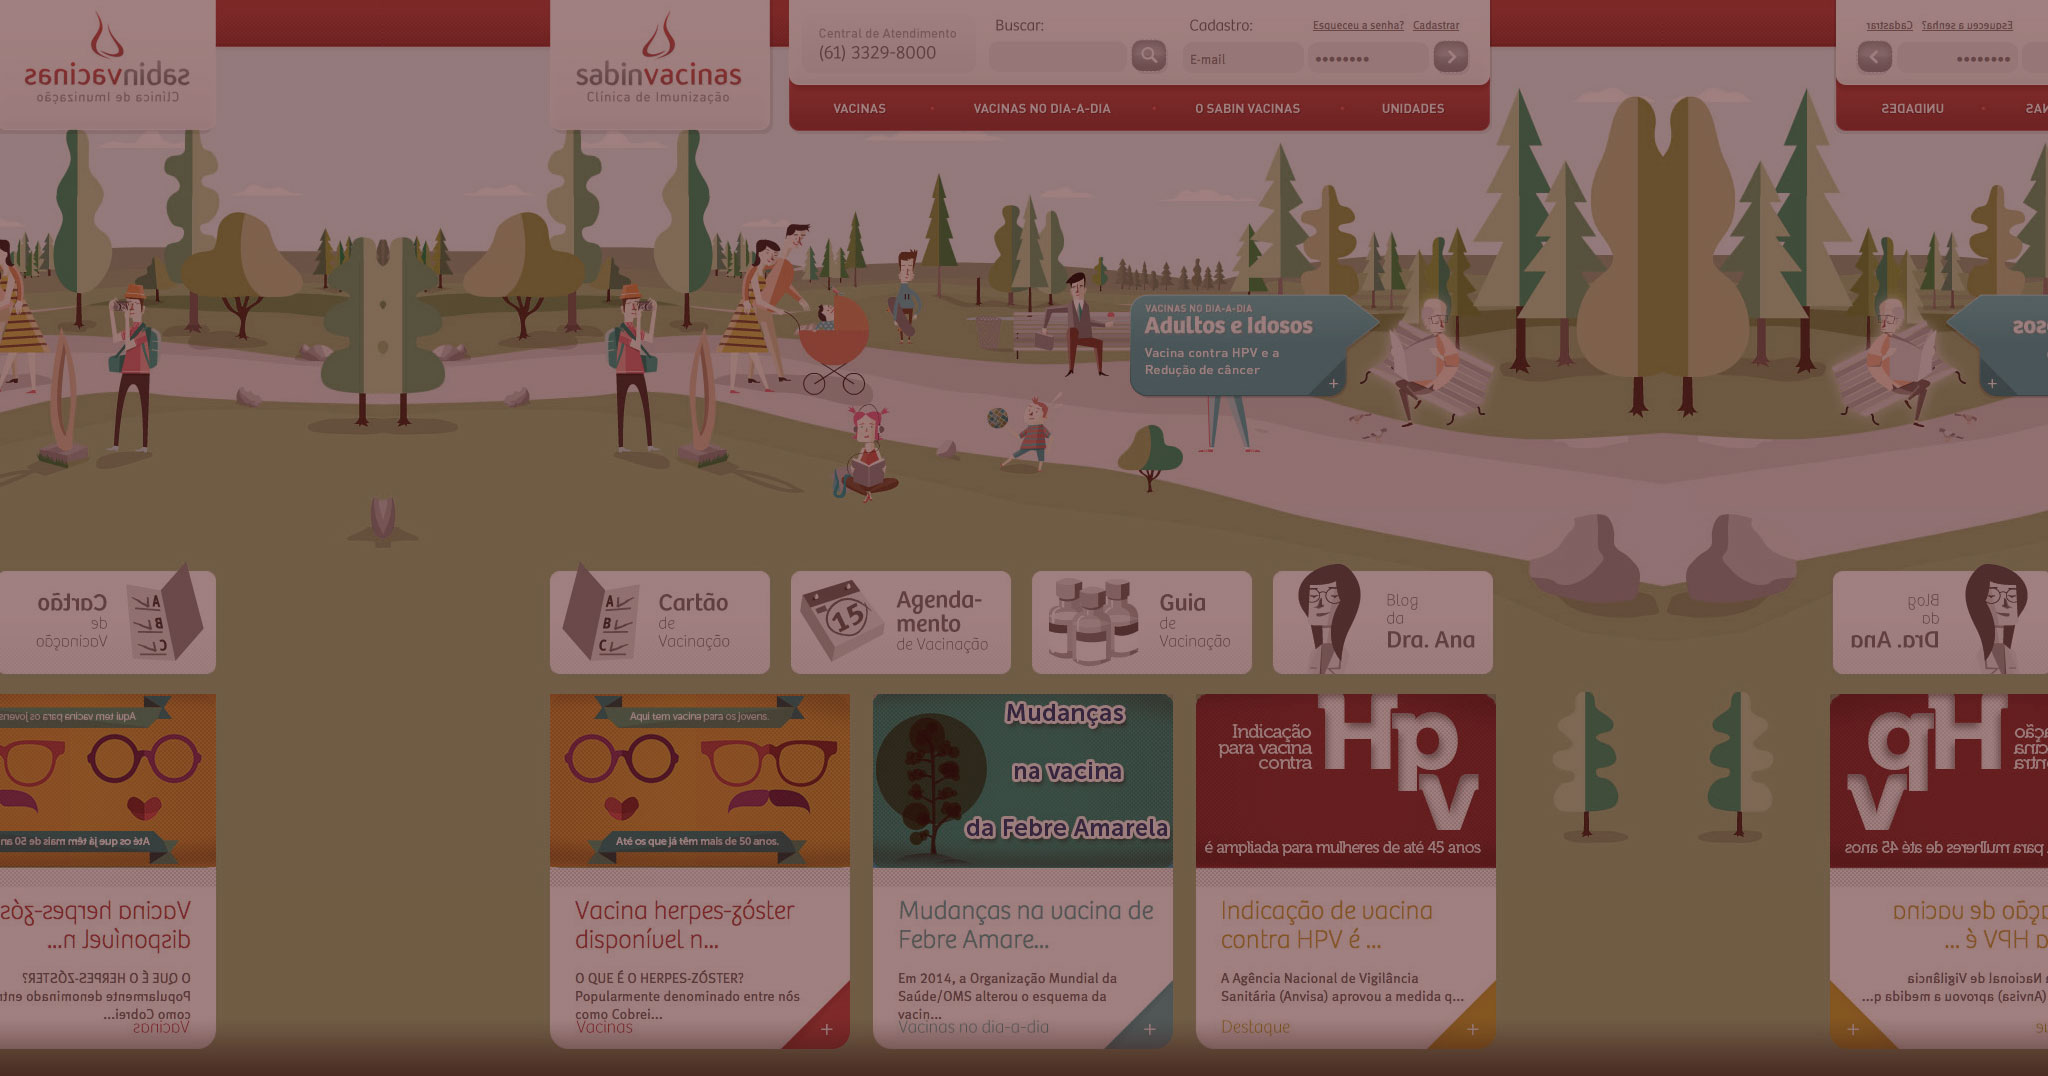 sabinvacinas
Clínica de Imunização
Central de Atendimento
(61) 3329-8000
Buscar:
Cadastro:
Esqueceu a senha?
Cadastrar
E-mail
••••••••
VACINAS
VACINAS NO DIA-A-DIA
O SABIN VACINAS
UNIDADES
VACINAS NO DIA-A-DIA
Adultos e Idosos
Vacina contra HPV e a
Redução de câncer
+
Cartão
de
Vacinação
A
B
C
15
Agenda-
mento
de Vacinação
Guia
de
Vacinação
Blog
da
Dra. Ana
Aqui tem vacina para os jovens.
Até os que já têm mais de 50 anos.
Vacina herpes-zóster
disponível n...
O QUE É O HERPES-ZÓSTER?
Popularmente denominado entre nós
como Cobrei...
Vacinas
+
Mudanças
na vacina
da Febre Amarela
Mudanças na vacina de
Febre Amare...
Em 2014, a Organização Mundial da
Saúde/OMS alterou o esquema da
vacin...
Vacinas no dia-a-dia
+
Indicação
para vacina
contra
Hpv
é ampliada para mulheres de até 45 anos
Indicação de vacina
contra HPV é ...
A Agência Nacional de Vigilância
Sanitária (Anvisa) aprovou a medida q...
Destaque
+